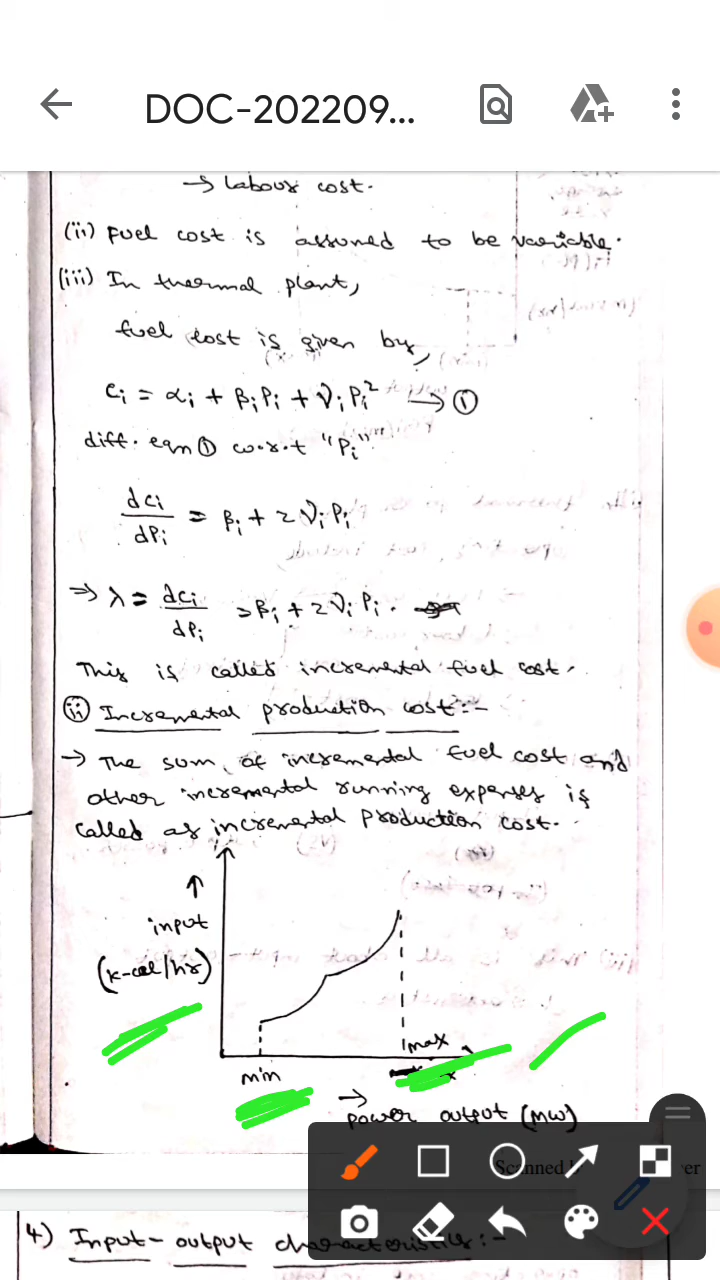 DOC-202209...
→ Labour cost.
(ii) fuel cost is assumed to be variable.
(iii) In thermal plant,
fuel cost is given by,
Ci = αi + βiPi + γiPi² → ①
diff. eqn ① w.r.t "Pi"
dci/dPi = βi + 2γiPi
⇒ λ = dci/dPi = βi + 2γiPi.
This is called incremental fuel cost.
(ii) Incremental production cost:-
→ The sum of incremental fuel cost and
other incremental running expenses is
called as incremental production cost.
↑
input
(k-cal/hr)
max
min
→
power output (MW)
Scanned
er
4) Input-output characteristics:-